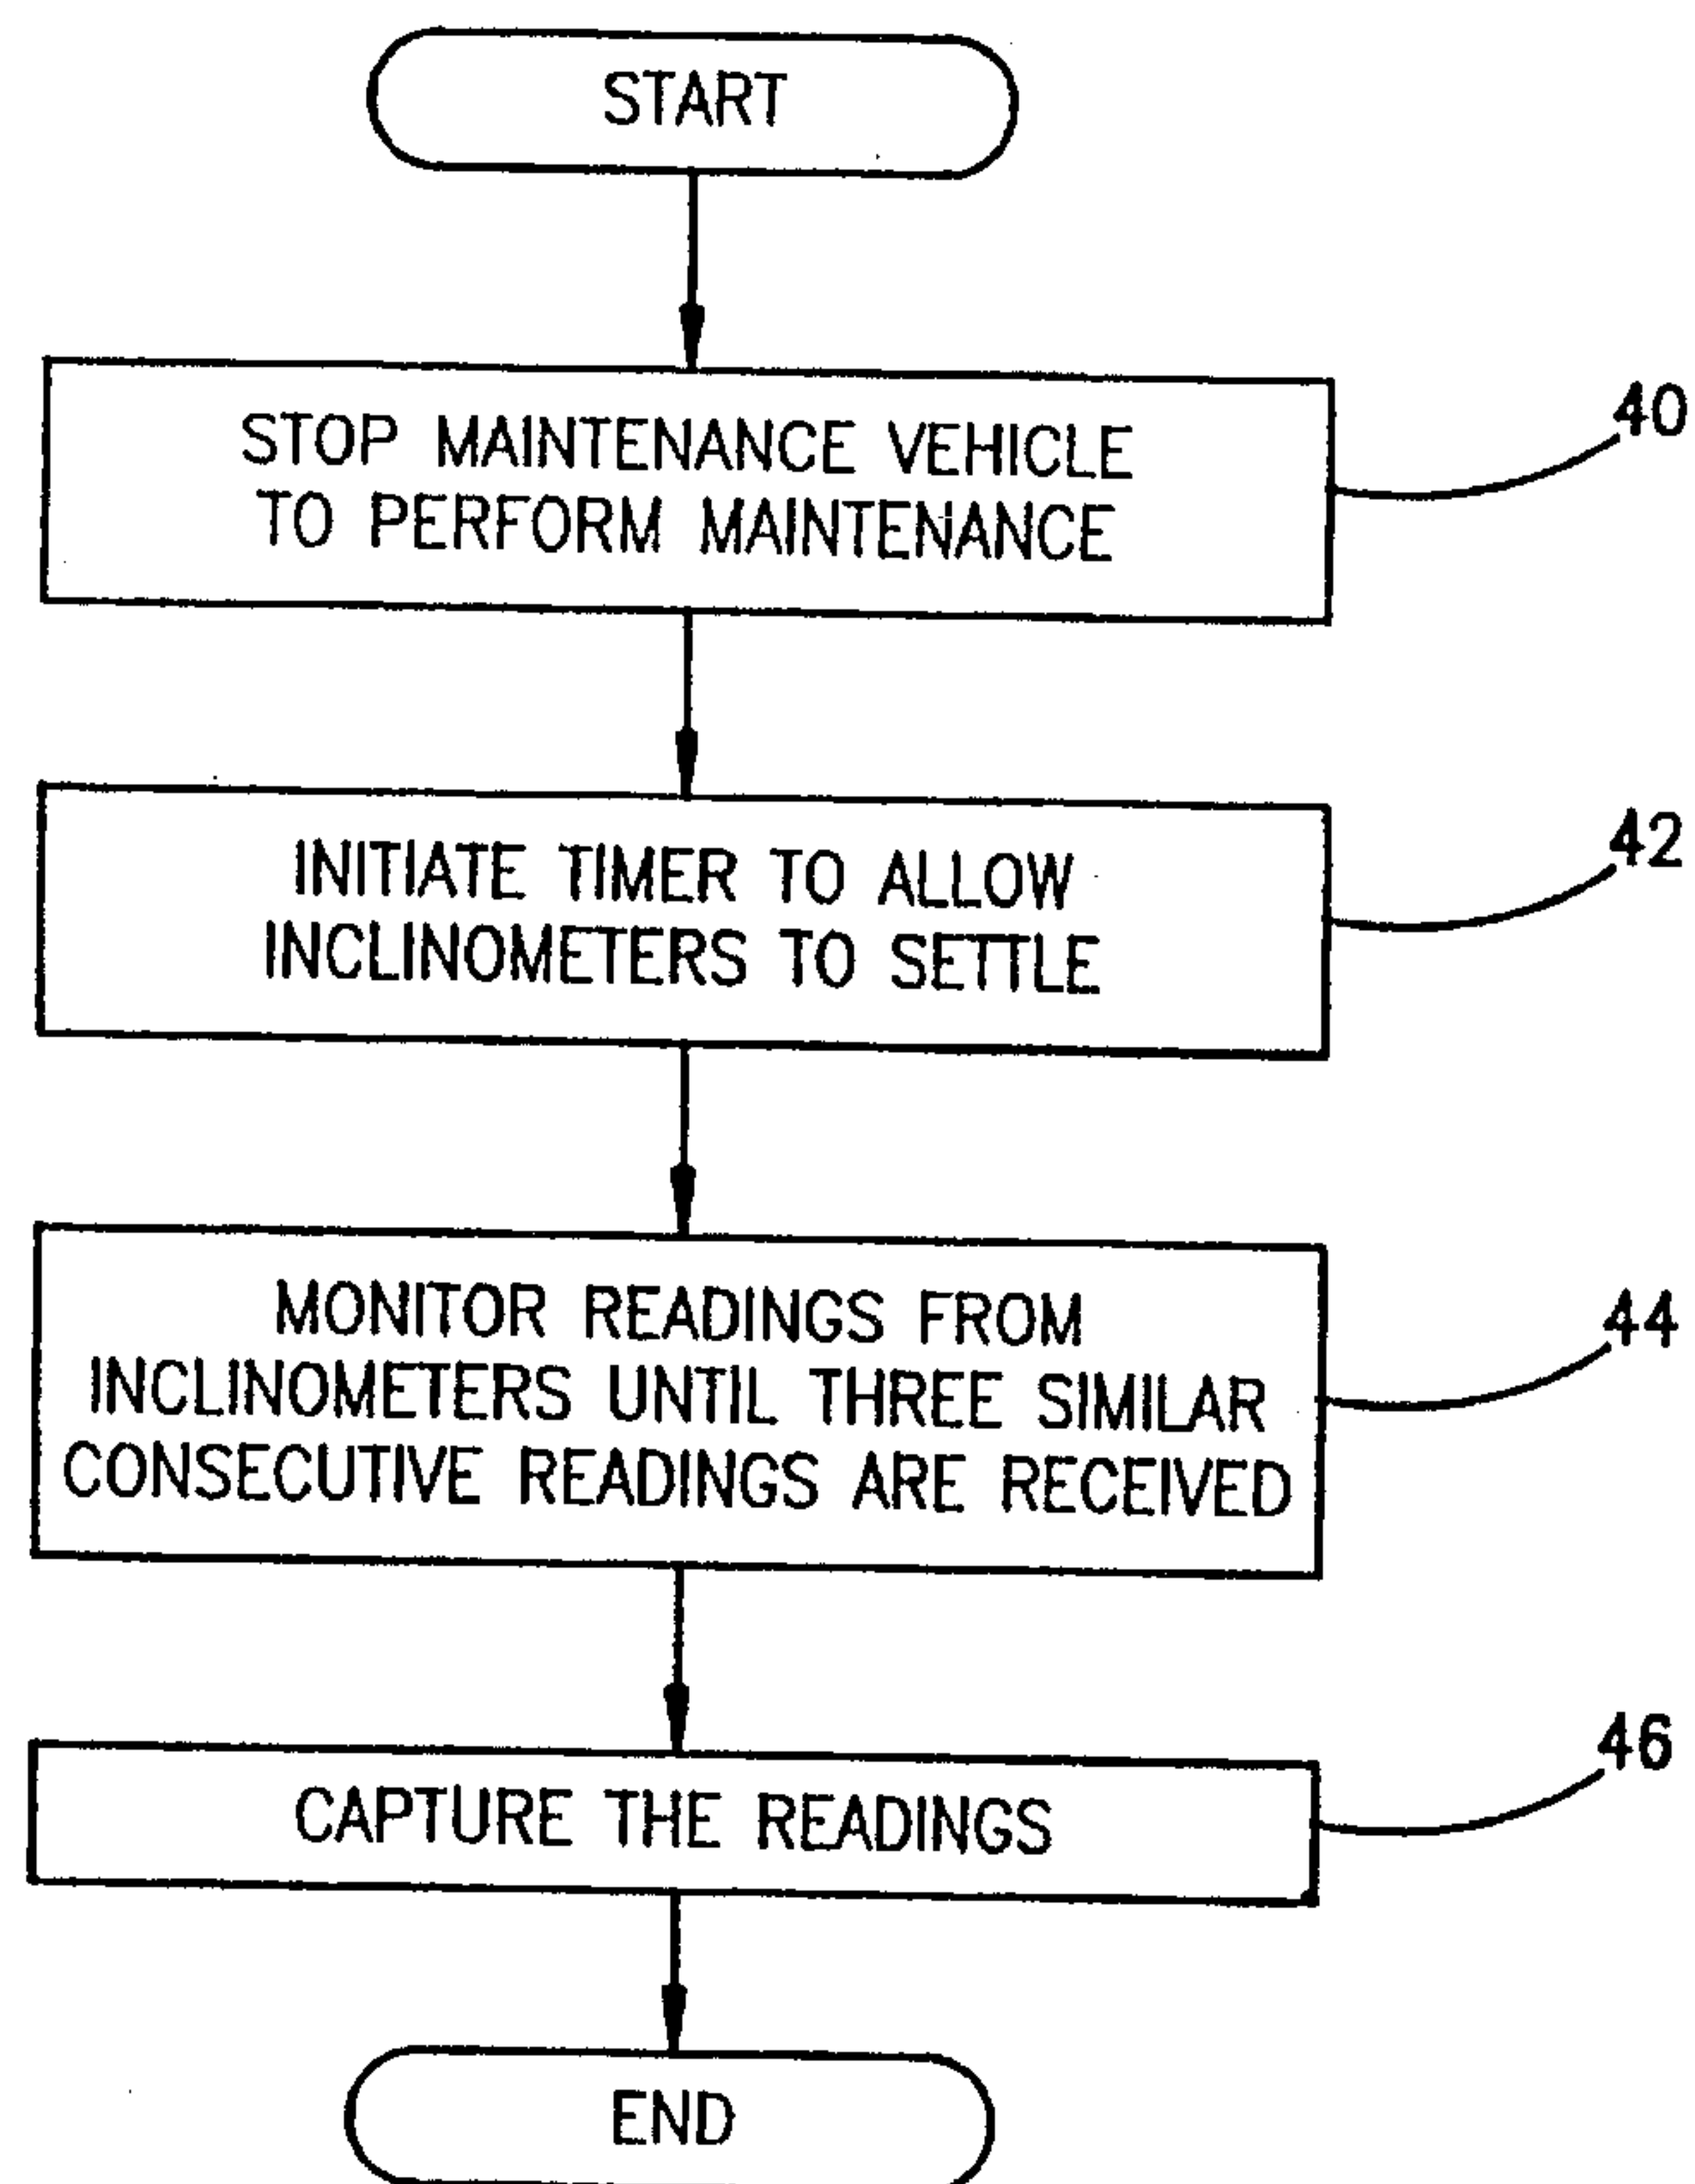 START
STOP MAINTENANCE VEHICLE
TO PERFORM MAINTENANCE
40
INITIATE TIMER TO ALLOW
INCLINOMETERS TO SETTLE
42
MONITOR READINGS FROM
INCLINOMETERS UNTIL THREE SIMILAR
CONSECUTIVE READINGS ARE RECEIVED
44
CAPTURE THE READINGS
46
END